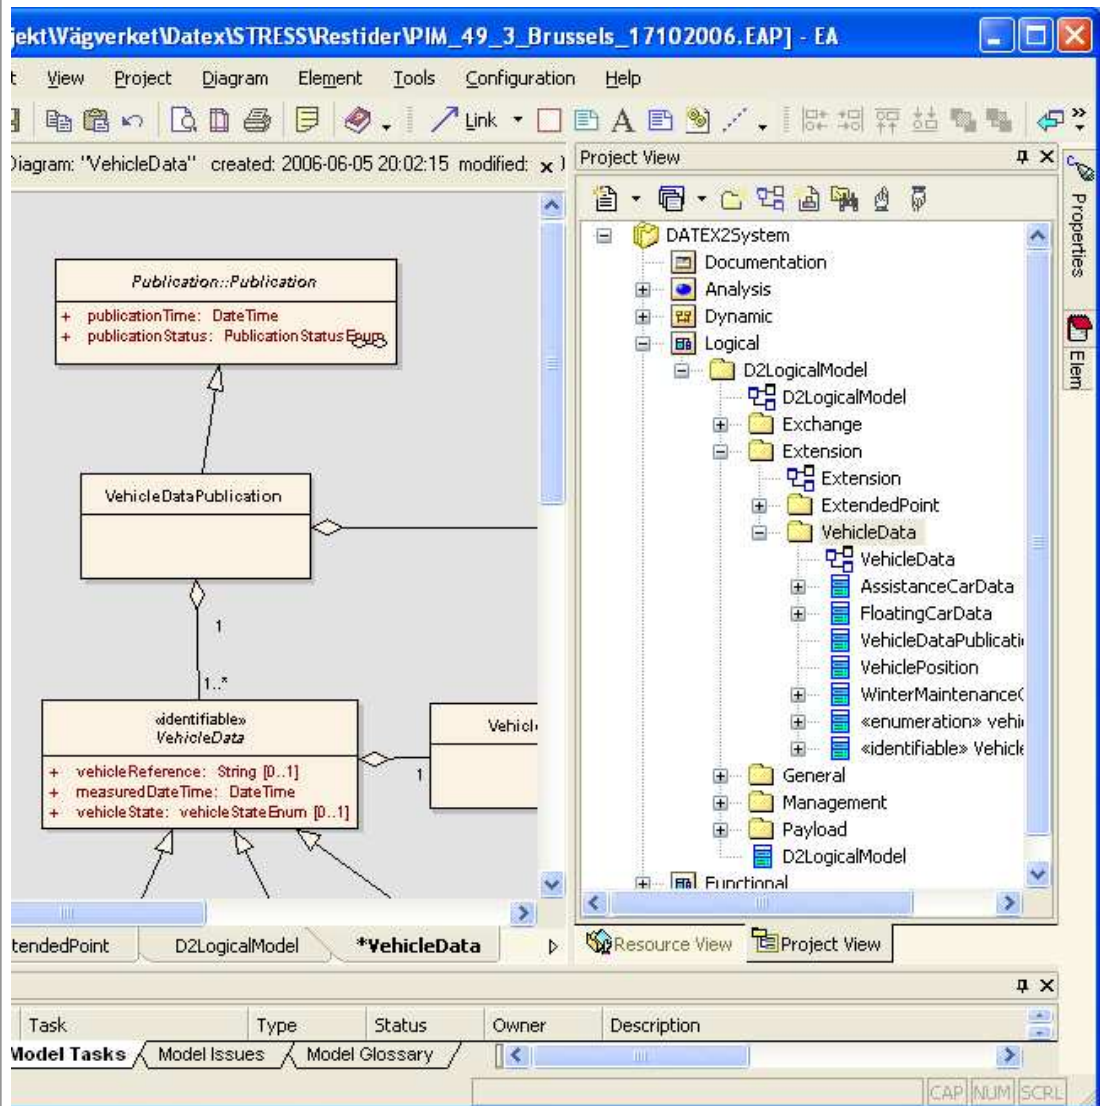 jekt\Vägverket\Datex\STRESS\Restider\PIM_49_3_Brussels_17102006.EAP] - EA
t View Project Diagram Element Tools Configuration Help
A Link
Diagram: "VehicleData" created: 2006-06-05 20:02:15 modified:
Project View
Properties
Elem
Publication::Publication
+ publicationTime: DateTime
+ publicationStatus: PublicationStatusEnum
VehicleDataPublication
1
1..*
«identifiable»
VehicleData
+ vehicleReference: String [0..1]
+ measuredDateTime: DateTime
+ vehicleState: vehicleStateEnum [0..1]
1
Vehicl
DATEX2System
Documentation
Analysis
Dynamic
Logical
D2LogicalModel
D2LogicalModel
Exchange
Extension
Extension
ExtendedPoint
VehicleData
VehicleData
AssistanceCarData
FloatingCarData
VehicleDataPublicati
VehiclePosition
WinterMaintenance
«enumeration» vehi
«identifiable» Vehicle
General
Management
Payload
D2LogicalModel
Functional
tendedPoint D2LogicalModel *VehicleData
Resource View Project View
Task Type Status Owner Description
Model Tasks Model Issues Model Glossary
CAP NUM SCRL